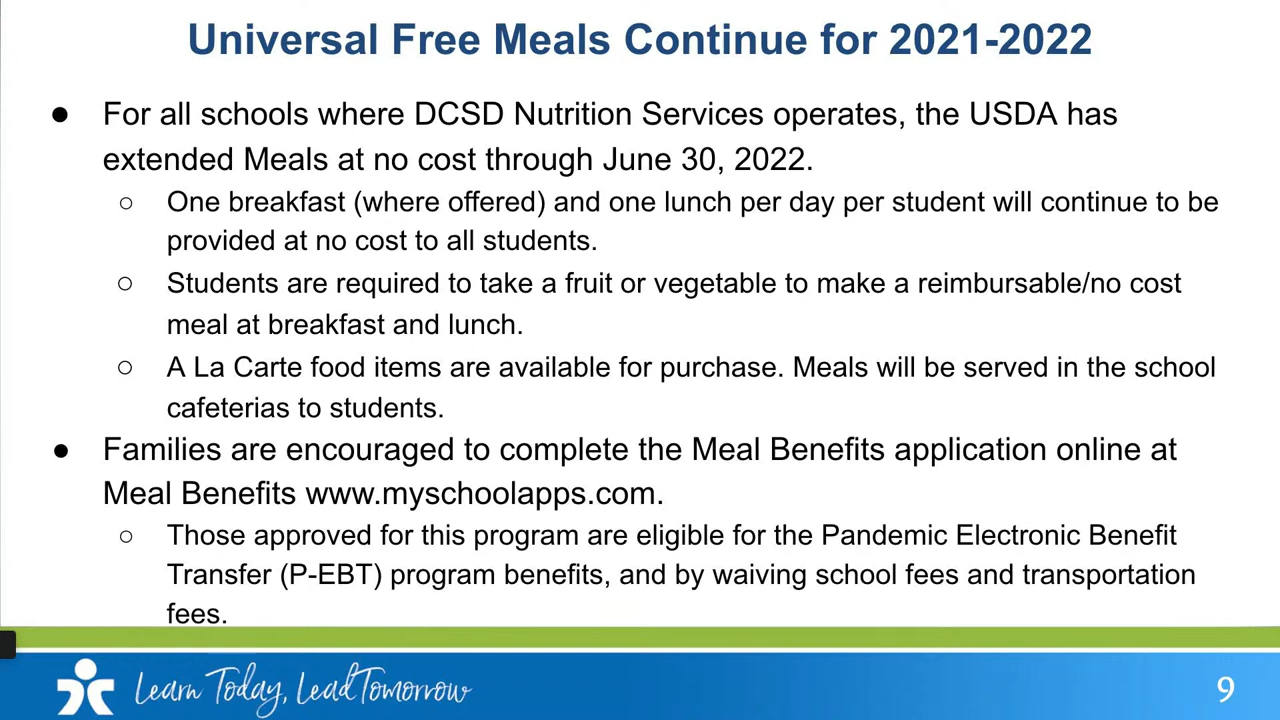 Universal Free Meals Continue for 2021-2022
● For all schools where DCSD Nutrition Services operates, the USDA has
extended Meals at no cost through June 30, 2022.
○ One breakfast (where offered) and one lunch per day per student will continue to be
provided at no cost to all students.
○ Students are required to take a fruit or vegetable to make a reimbursable/no cost
meal at breakfast and lunch.
○ A La Carte food items are available for purchase. Meals will be served in the school
cafeterias to students.
● Families are encouraged to complete the Meal Benefits application online at
Meal Benefits www.myschoolapps.com.
○ Those approved for this program are eligible for the Pandemic Electronic Benefit
Transfer (P-EBT) program benefits, and by waiving school fees and transportation
fees.
Learn Today, Lead Tomorrow
9